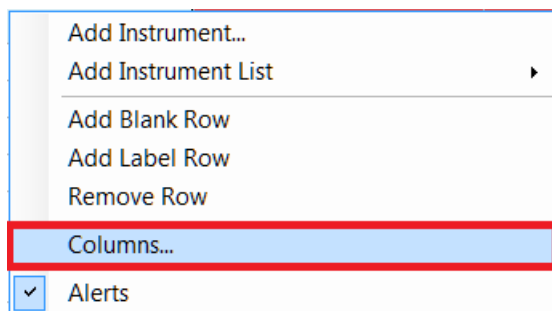 Add Instrument...
Add Instrument List
Add Blank Row
Add Label Row
Remove Row
Columns...
Alerts